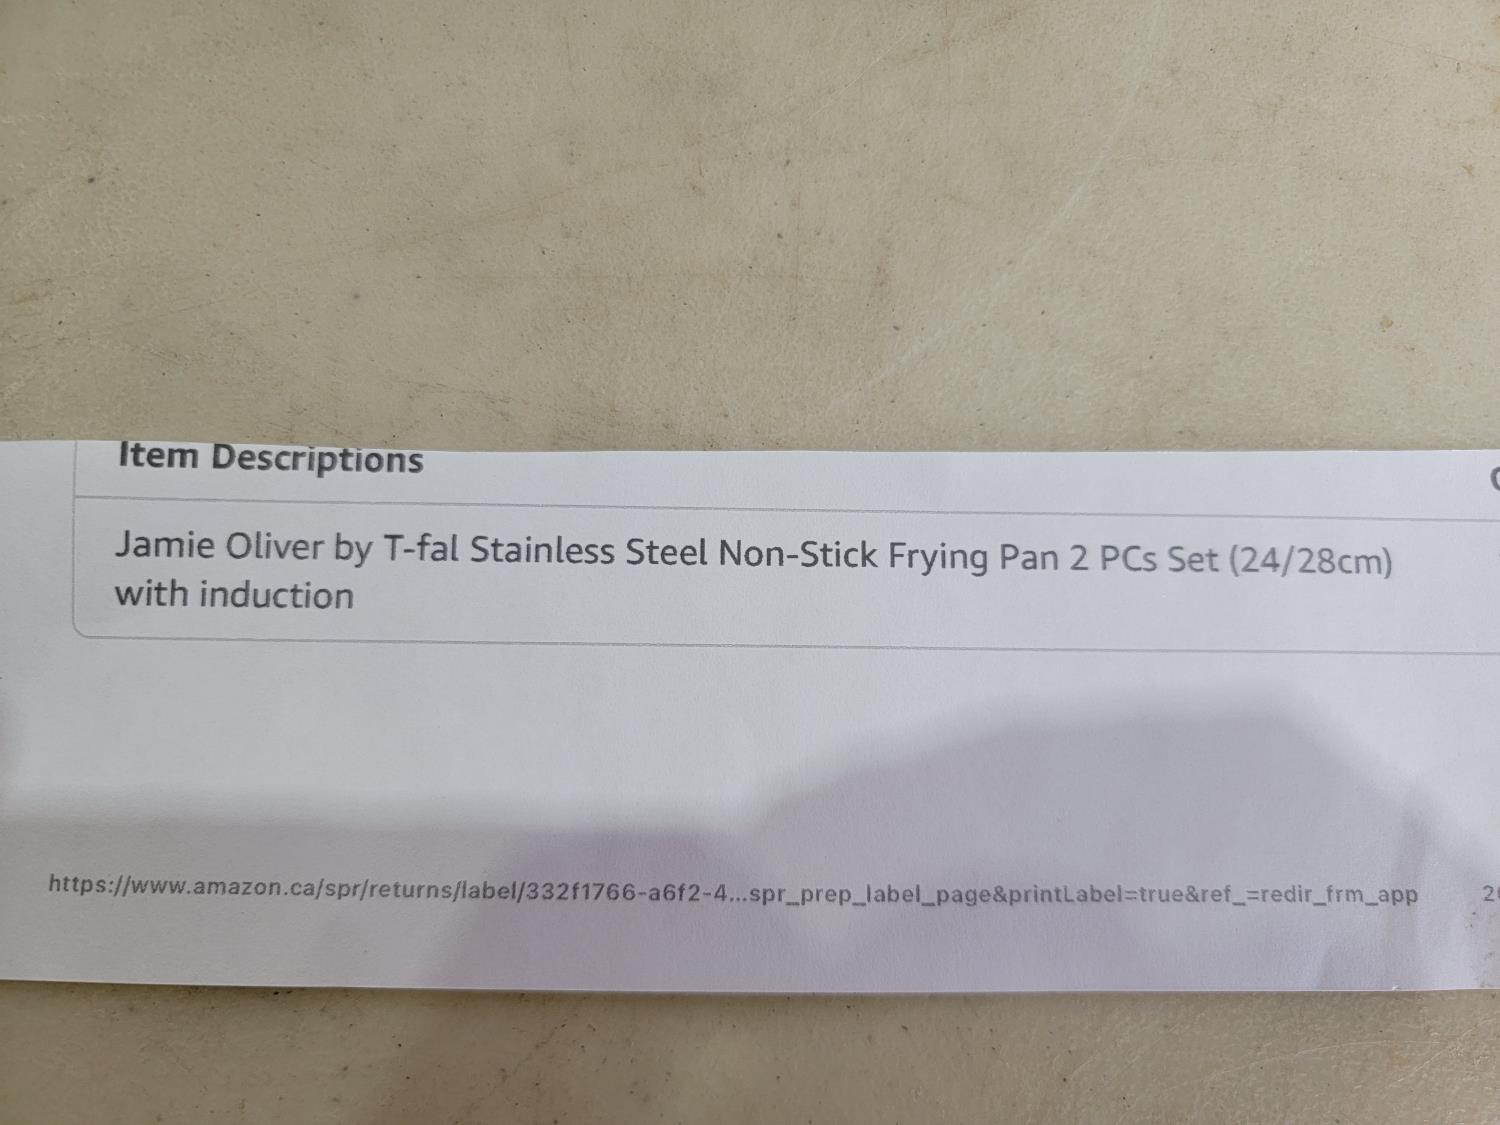 Item Descriptions
Jamie Oliver by T-fal Stainless Steel Non-Stick Frying Pan 2 PCs Set (24/28cm)
with induction
https://www.amazon.ca/spr/returns/label/332f1766-a6f2-4...spr_prep_label_page&printLabel=true&ref_=redir_frm_app